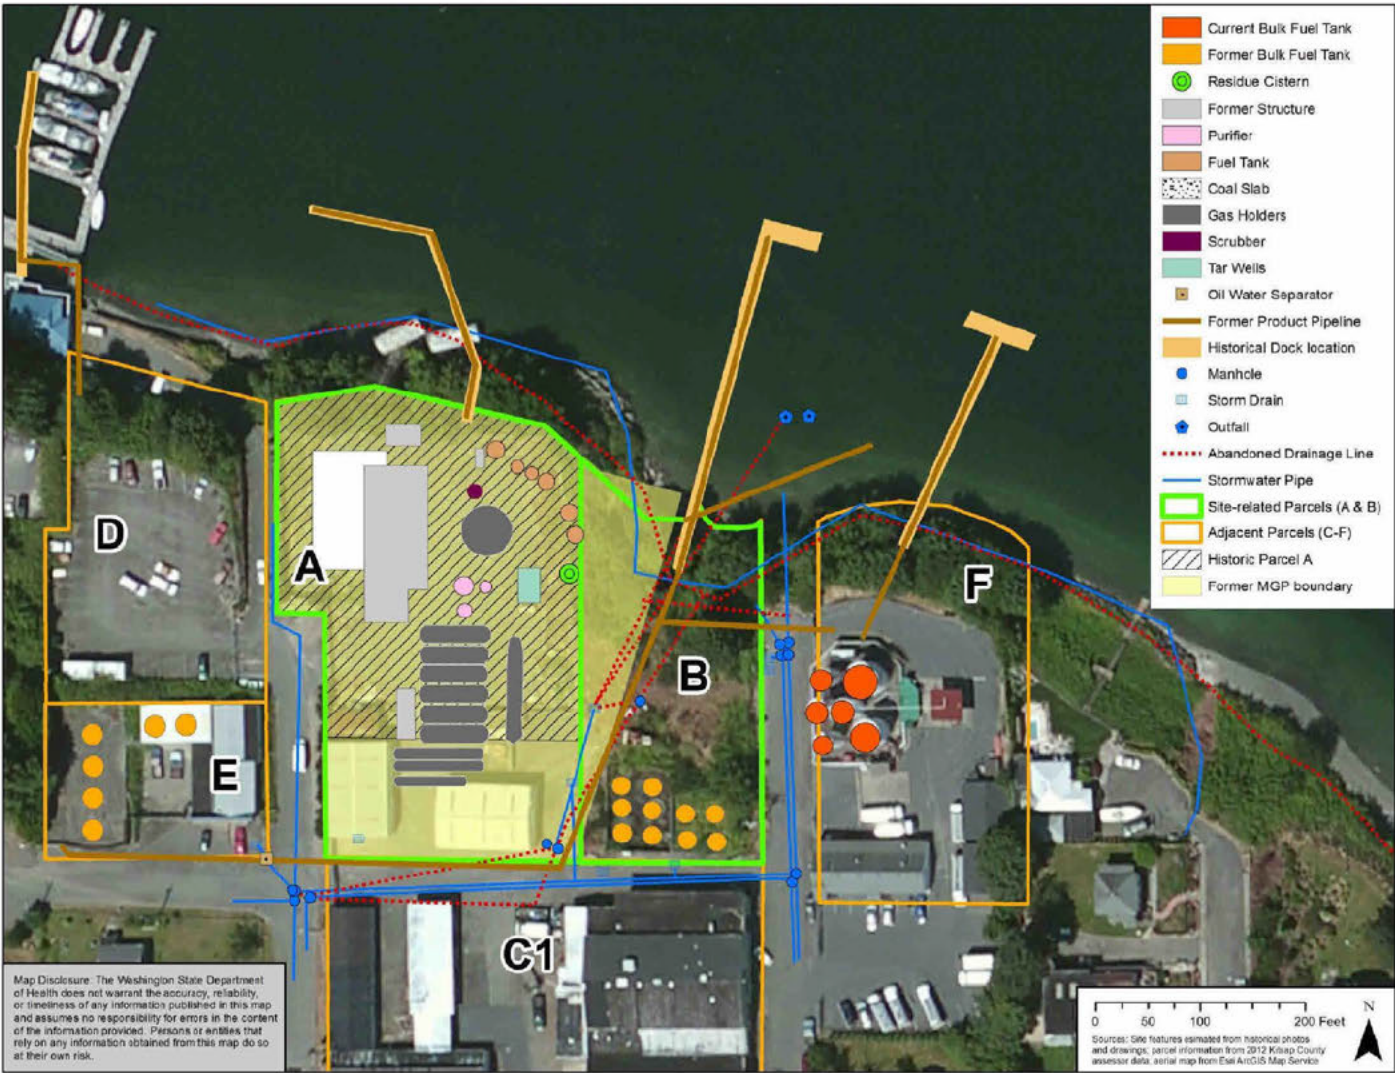 Current Bulk Fuel Tank
Former Bulk Fuel Tank
Residue Cistern
Former Structure
Purifier
Fuel Tank
Coal Slab
Gas Holders
Scrubber
Tar Wells
Oil Water Separator
Former Product Pipeline
Historical Dock location
Manhole
Storm Drain
Outfall
Abandoned Drainage Line
Stormwater Pipe
Site-related Parcels (A & B)
Adjacent Parcels (C-F)
Historic Parcel A
Former MGP boundary
D
A
F
B
E
C1
Map Disclosure: The Washington State Department
of Health does not warrant the accuracy, reliability,
or timeliness of any information published in this map
and assumes no responsibility for errors in the content
of the information provided. Persons or entities that
rely on any information obtained from this map do so
at their own risk.
0 50 100 200 Feet
N
Sources: Site features estimated from historical photos
and drawings; parcel information from 2012 Kitsap County
assessor data; aerial map from Esri ArcGIS Map Service